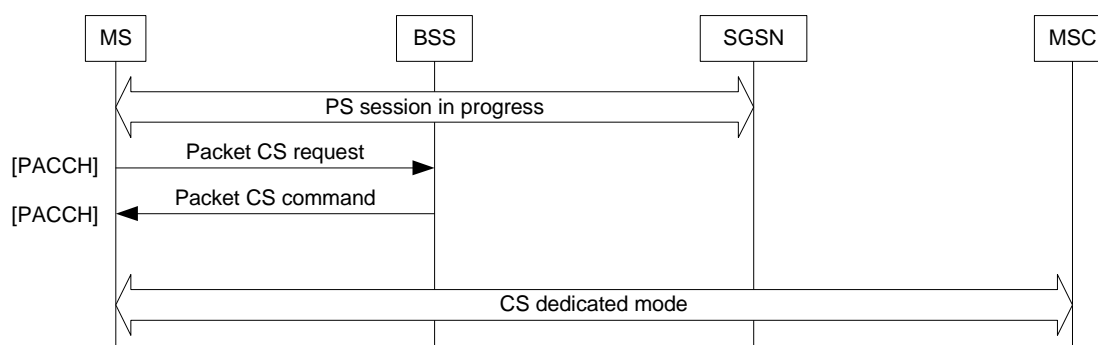 MS
BSS
SGSN
MSC
PS session in progress
[PACCH]
Packet CS request
[PACCH]
Packet CS command
CS dedicated mode